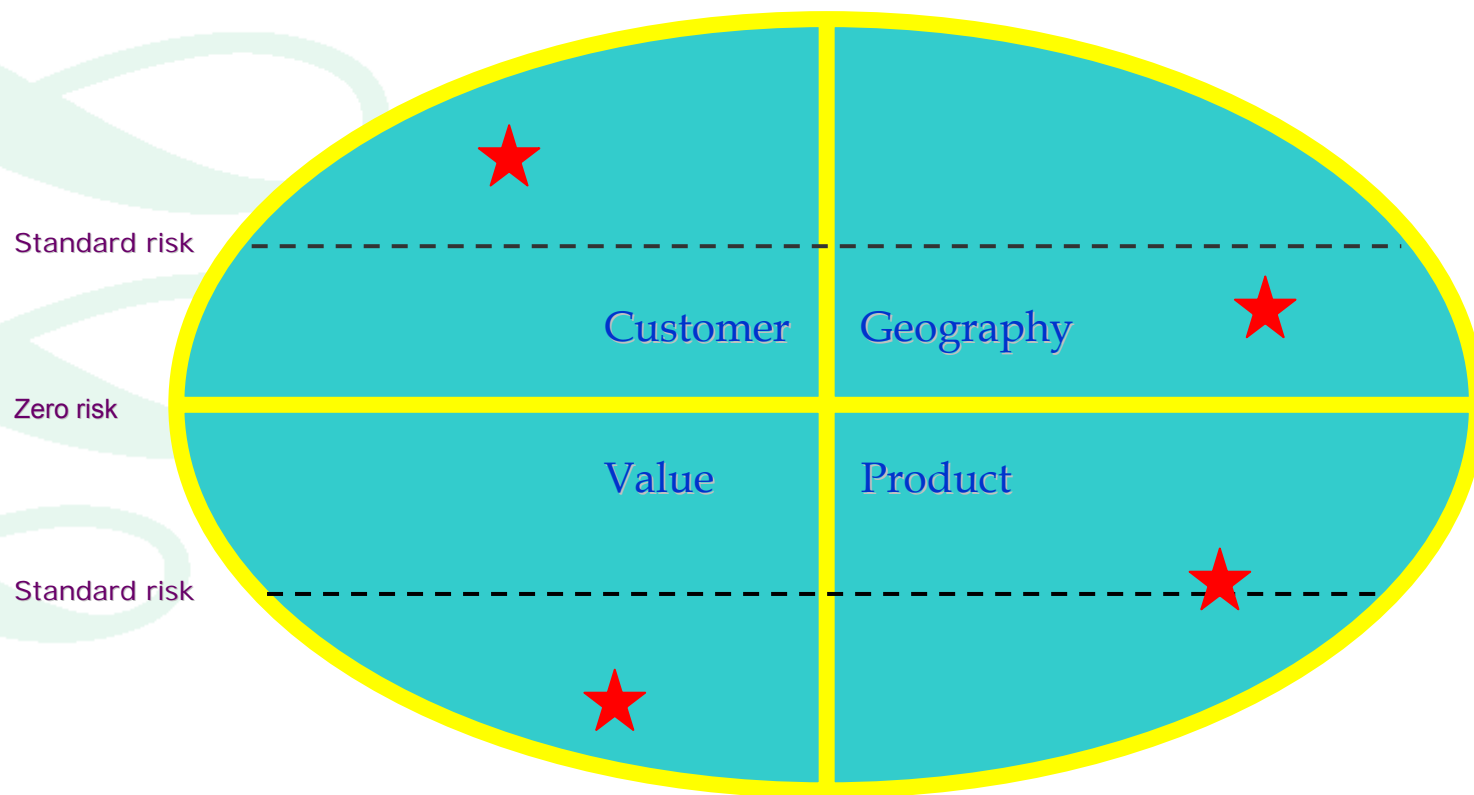 Standard risk
Customer
Geography
Zero risk
Value
Product
Standard risk